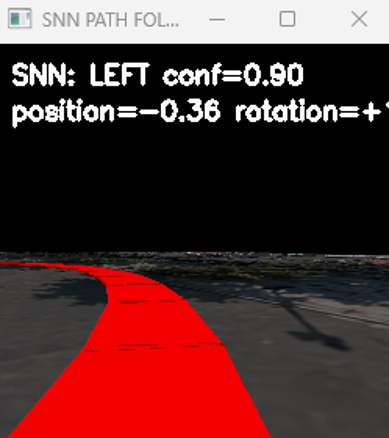 SNN PATH FOL...
SNN: LEFT conf=0.90
position=-0.36 rotation=+